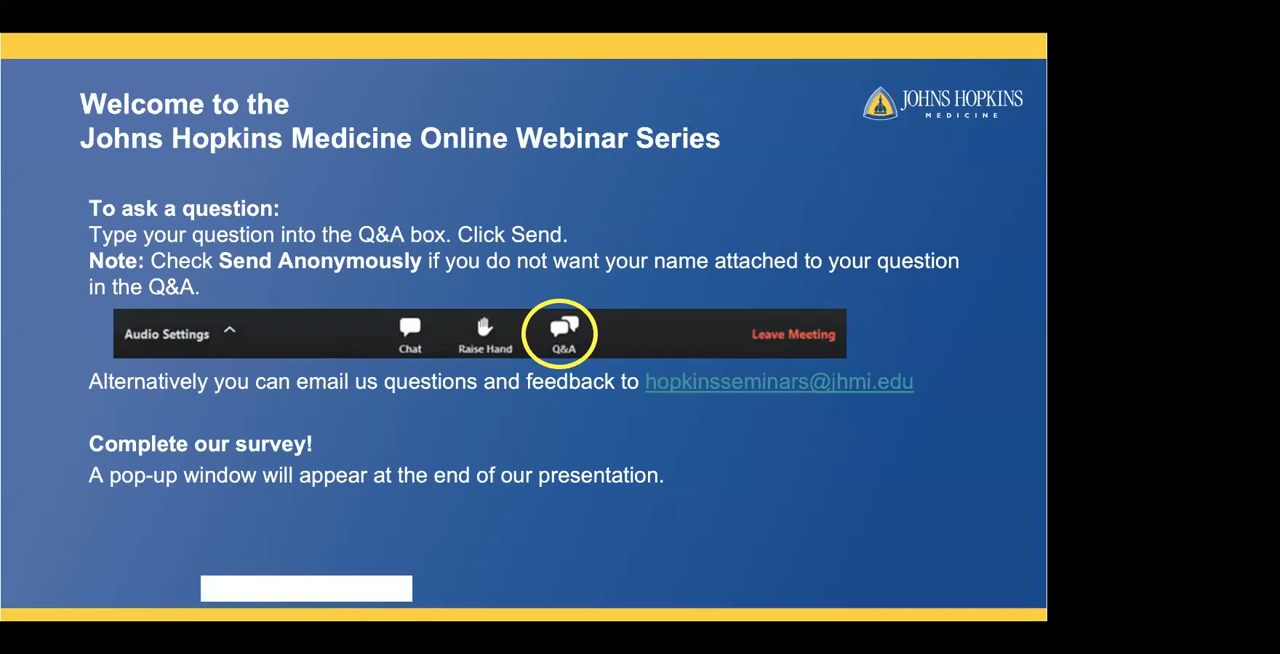 Welcome to the
Johns Hopkins Medicine Online Webinar Series
JOHNS HOPKINS
MEDICINE
To ask a question:
Type your question into the Q&A box. Click Send.
Note: Check Send Anonymously if you do not want your name attached to your question
in the Q&A.
Audio Settings
Chat
Raise Hand
Q&A
Leave Meeting
Alternatively you can email us questions and feedback to hopkinsseminars@jhmi.edu
Complete our survey!
A pop-up window will appear at the end of our presentation.